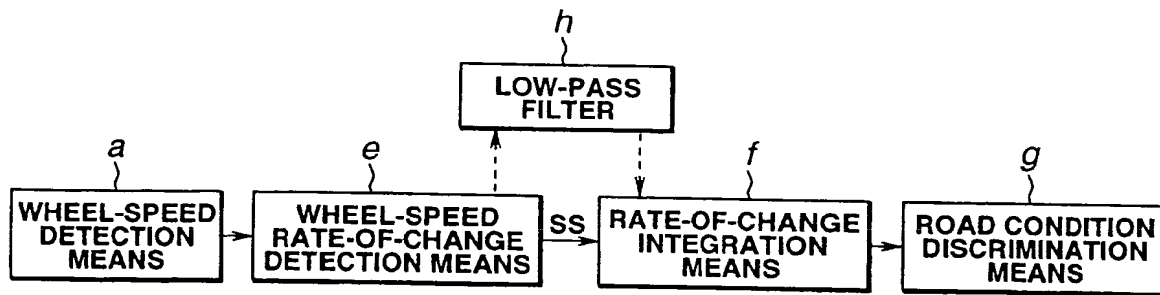 h
LOW-PASS
FILTER
a
WHEEL-SPEED
DETECTION
MEANS
e
WHEEL-SPEED
RATE-OF-CHANGE
DETECTION MEANS
SS
f
RATE-OF-CHANGE
INTEGRATION
MEANS
g
ROAD CONDITION
DISCRIMINATION
MEANS